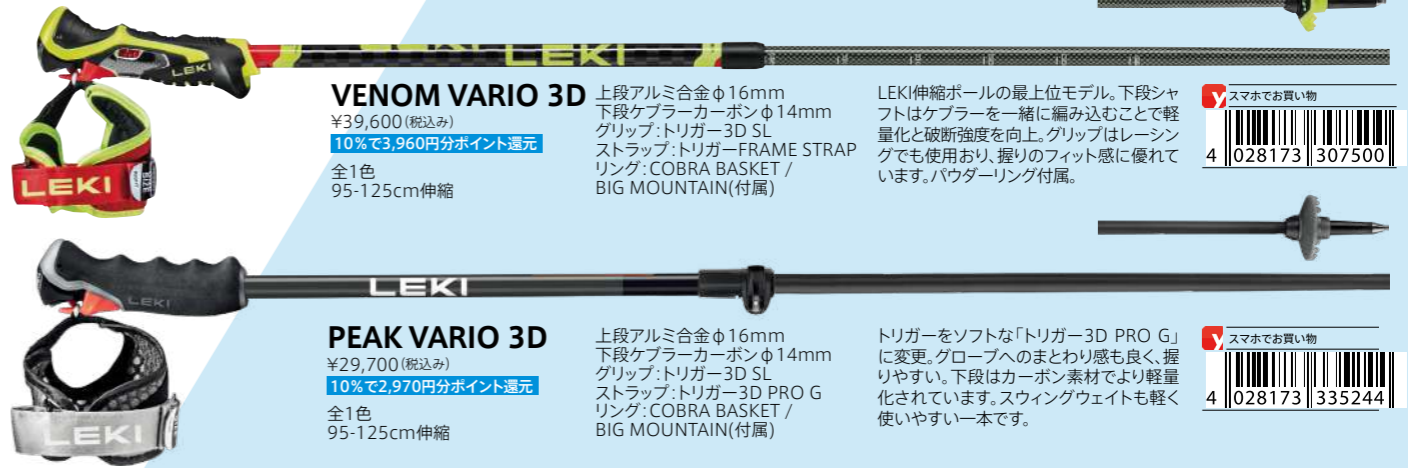 LEKI
LEKI
LEKI
LEKI
VENOM VARIO 3D
¥39,600(税込み)
10%で3,960円分ポイント還元
全1色
95-125cm伸縮
上段アルミ合金φ16mm
下段ケブラーカーボンφ14mm
グリップ:トリガー3D SL
ストラップ:トリガーFRAME STRAP
リング:COBRA BASKET /
BIG MOUNTAIN(付属)
LEKI伸縮ポールの最上位モデル。下段シャ
フトはケブラーを一緒に編み込むことで軽
量化と破断強度を向上。グリップはレーシン
グでも使用おり、握りのフィット感に優れて
います。パウダーリング付属。
y スマホでお買い物
4 028173 307500
LEKI
LEKI
LEKI
PEAK VARIO 3D
¥29,700(税込み)
10%で2,970円分ポイント還元
全1色
95-125cm伸縮
上段アルミ合金φ16mm
下段ケブラーカーボンφ14mm
グリップ:トリガー3D SL
ストラップ:トリガー3D PRO G
リング:COBRA BASKET /
BIG MOUNTAIN(付属)
トリガーをソフトな「トリガー3D PRO G」
に変更。グローブへのまとわり感も良く、握
りやすい。下段はカーボン素材でより軽量
化されています。スウィングウェイトも軽く
使いやすい一本です。
y スマホでお買い物
4 028173 335244